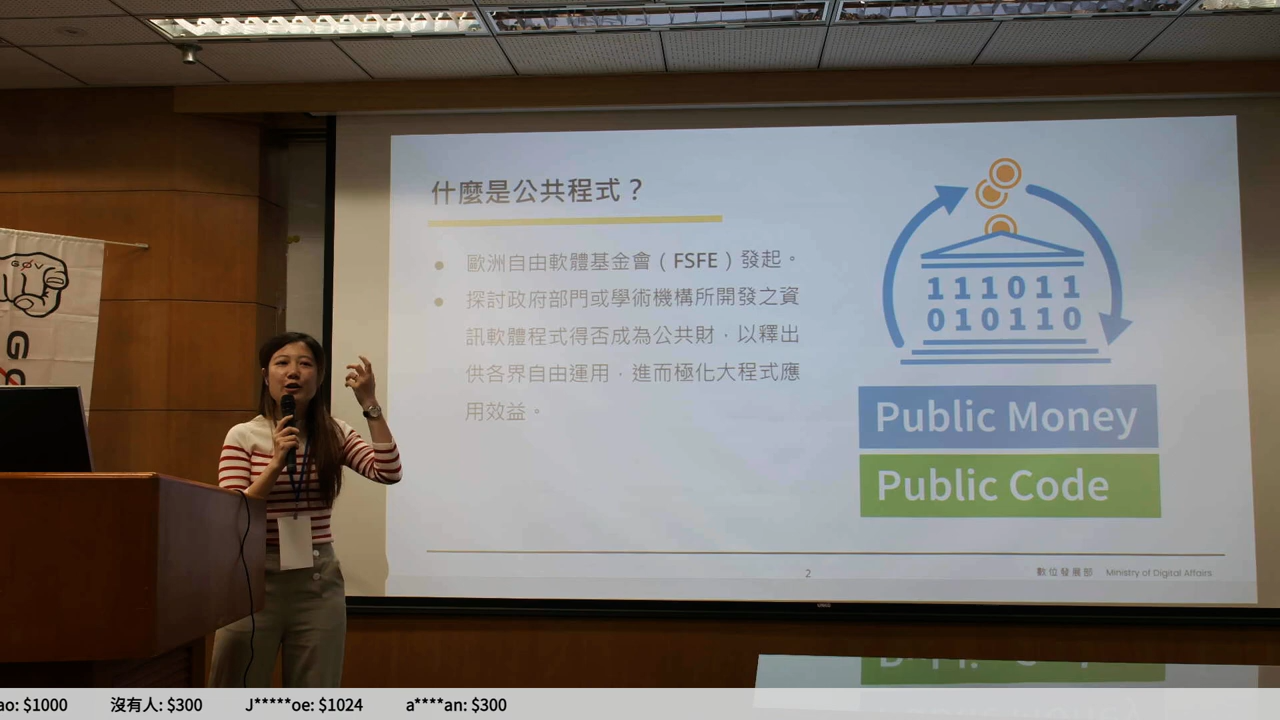 什麼是公共程式？
● 歐洲自由軟體基金會（FSFE）發起。
● 探討政府部門或學術機構所開發之資
訊軟體程式得否成為公共財，以釋出
供各界自由運用，進而極化大程式應
用效益。
111011
010110
Public Money
Public Code
2
數位發展部 Ministry of Digital Affairs
G0V
ao: $1000 沒有人: $300 J*****oe: $1024 a****an: $300